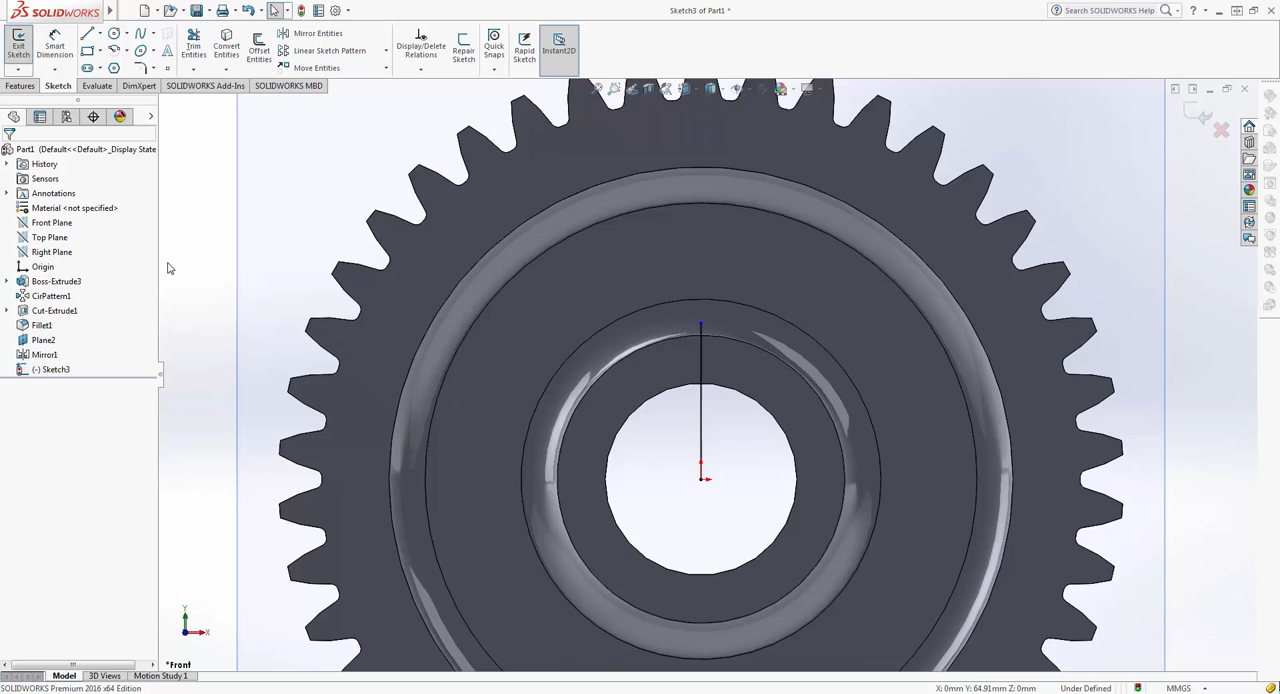 SOLIDWORKS
Sketch3 of Part1 *
Search SOLIDWORKS Help
Exit Sketch
Smart Dimension
Trim Entities
Convert Entities
Offset Entities
Mirror Entities
Linear Sketch Pattern
Move Entities
Display/Delete Relations
Repair Sketch
Quick Snaps
Rapid Sketch
Instant2D
Features
Sketch
Evaluate
DimXpert
SOLIDWORKS Add-Ins
SOLIDWORKS MBD
Part1 (Default<<Default>_Display State
History
Sensors
Annotations
Material <not specified>
Front Plane
Top Plane
Right Plane
Origin
Boss-Extrude3
CirPattern1
Cut-Extrude1
Fillet1
Plane2
Mirror1
(-) Sketch3
Y
X
*Front
Model
3D Views
Motion Study 1
SOLIDWORKS Premium 2016 x64 Edition
X: 0mm Y: 64.91mm Z: 0mm
Under Defined
MMGS